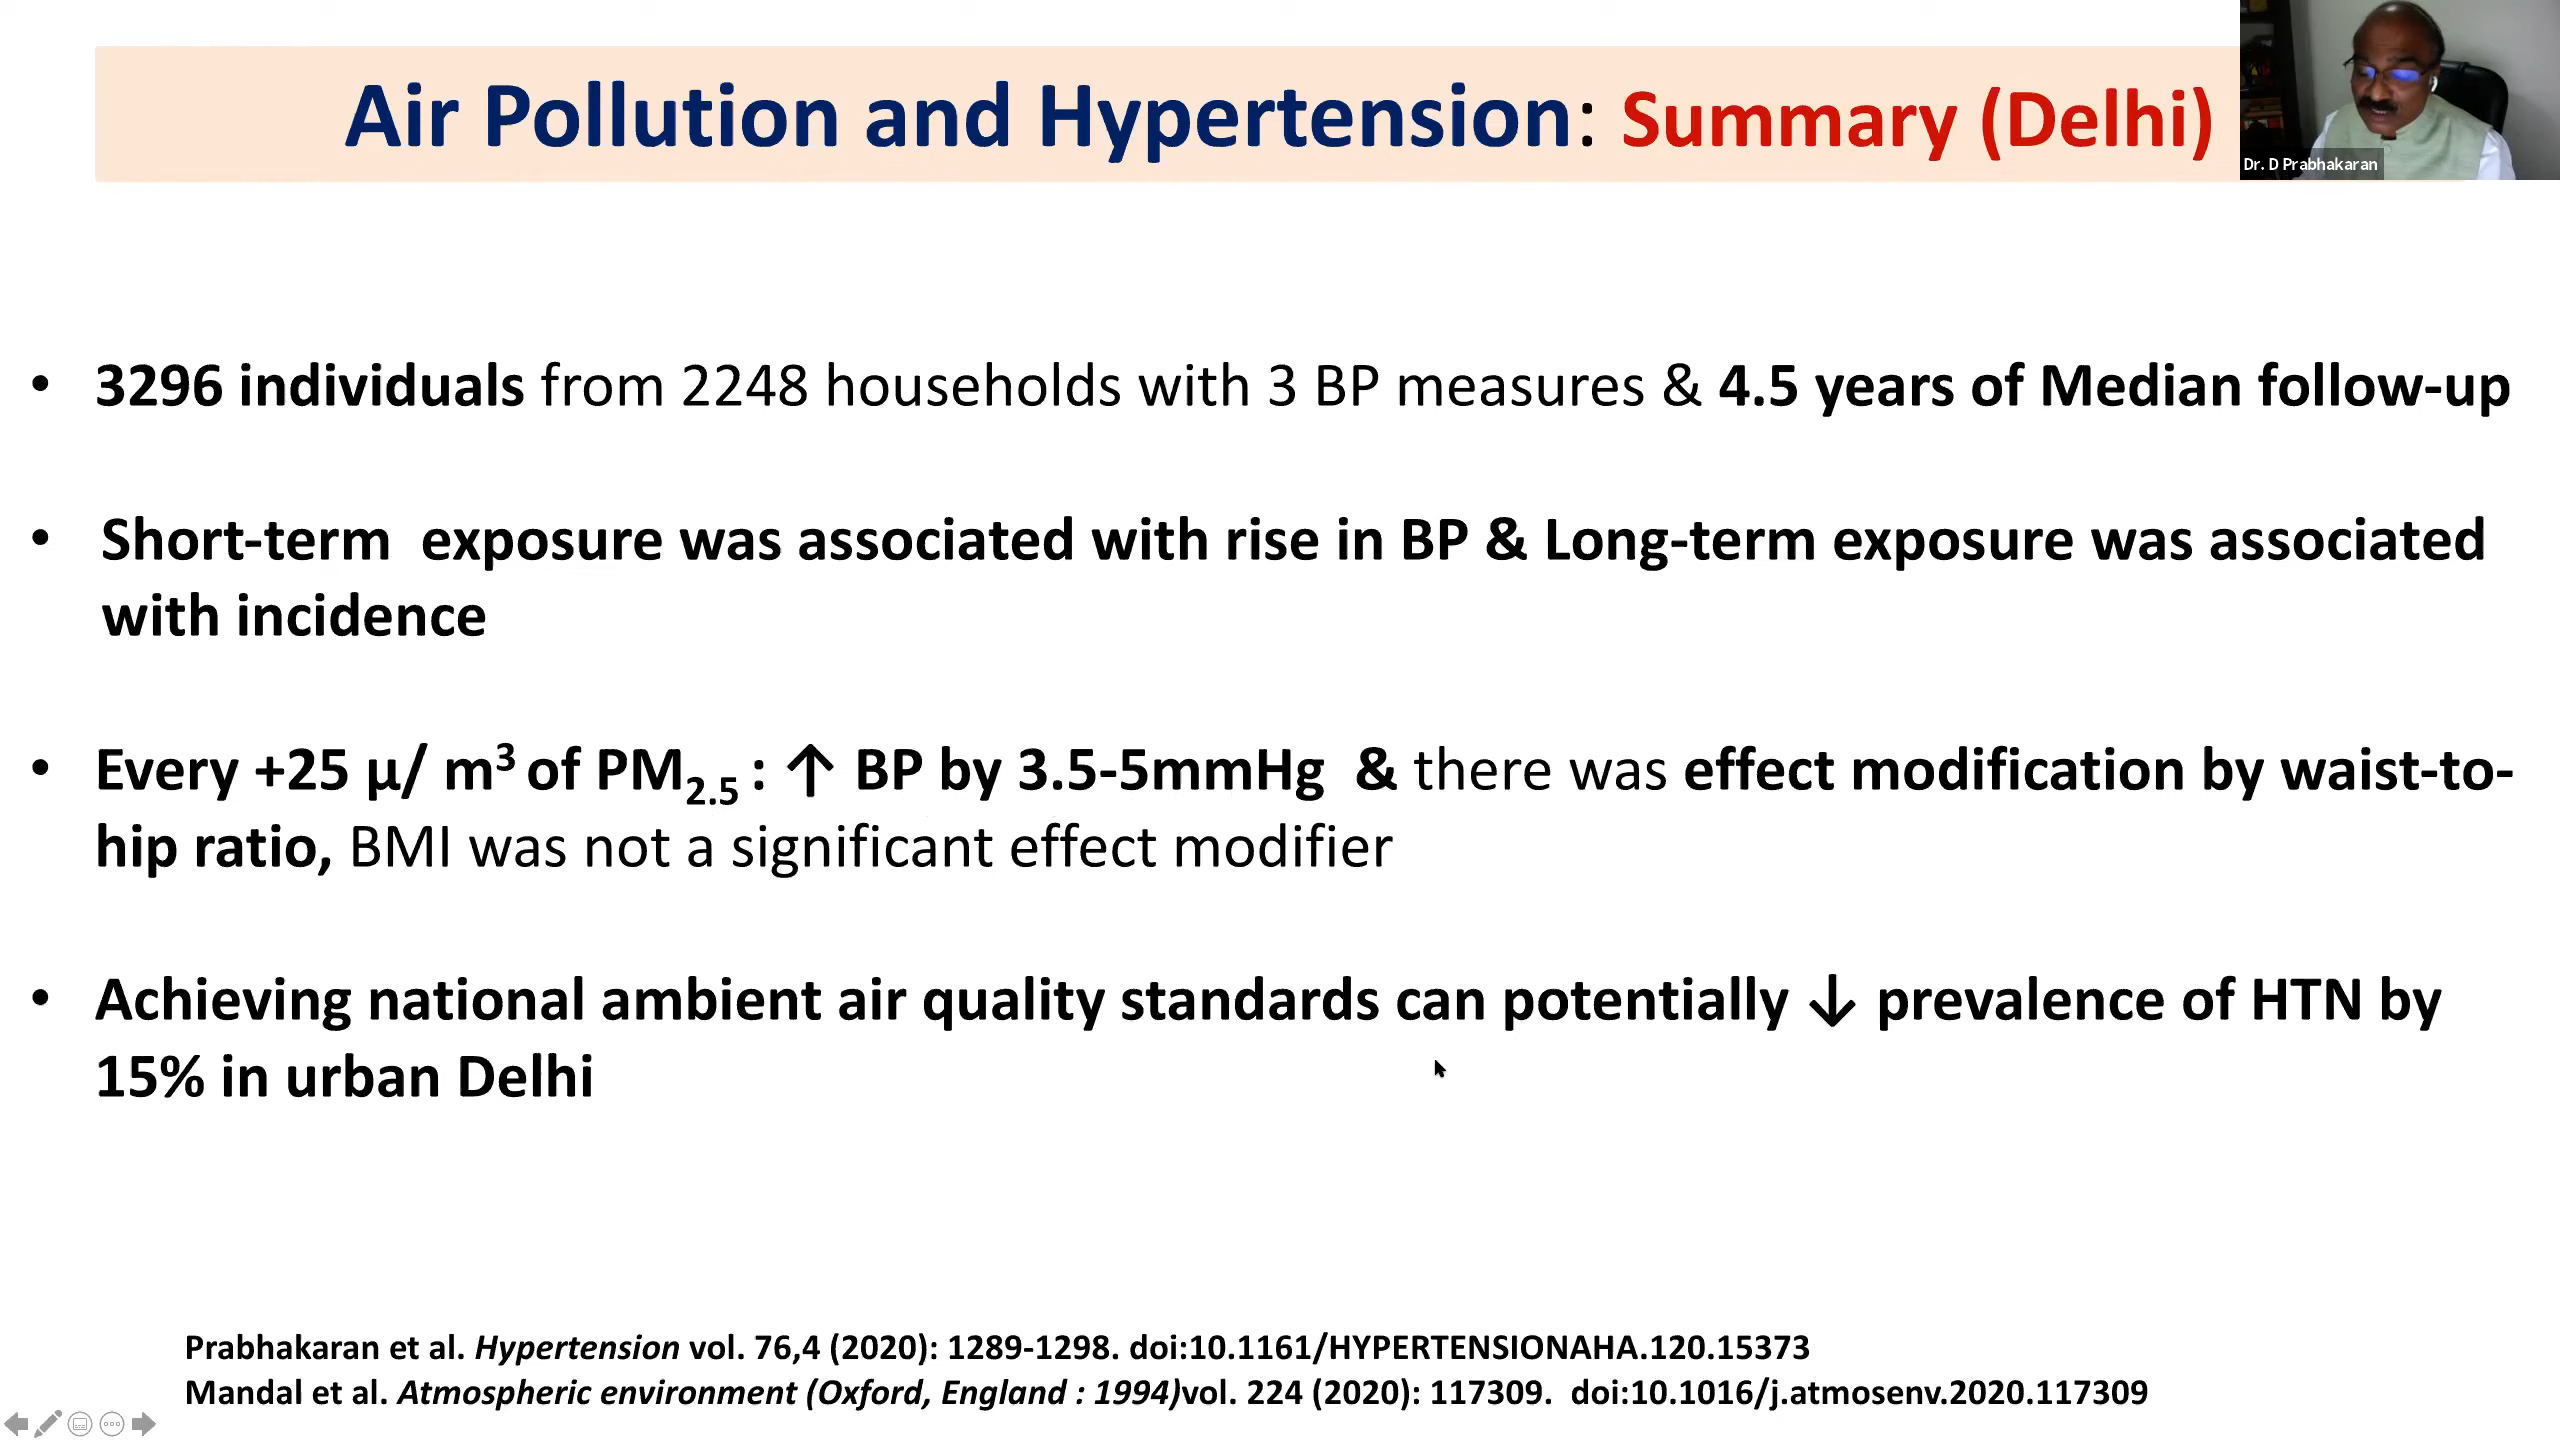 Air Pollution and Hypertension: Summary (Delhi)
Dr. D Prabhakaran
• 3296 individuals from 2248 households with 3 BP measures & 4.5 years of Median follow-up
• Short-term  exposure was associated with rise in BP & Long-term exposure was associated
with incidence
• Every +25 µ/ m³ of PM₂.₅ : ↑ BP by 3.5-5mmHg  & there was effect modification by waist-to-
hip ratio, BMI was not a significant effect modifier
• Achieving national ambient air quality standards can potentially ↓ prevalence of HTN by
15% in urban Delhi
Prabhakaran et al. Hypertension vol. 76,4 (2020): 1289-1298. doi:10.1161/HYPERTENSIONAHA.120.15373
Mandal et al. Atmospheric environment (Oxford, England : 1994)vol. 224 (2020): 117309.  doi:10.1016/j.atmosenv.2020.117309